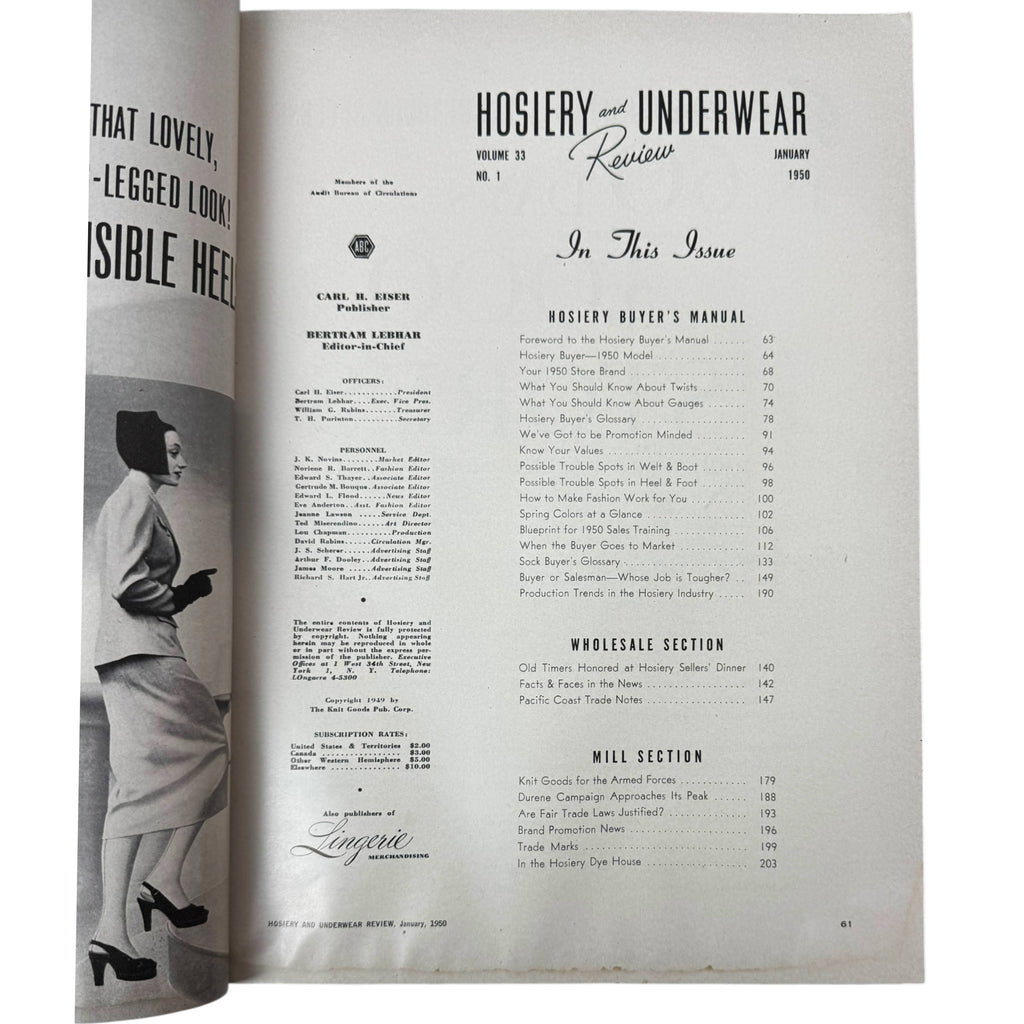 THAT LOVELY,
-LEGGED LOOK!
ISIBLE HEEL
HOSIERY and UNDERWEAR
Review
VOLUME 33
NO. 1
JANUARY
1950
Members of the
Audit Bureau of Circulations
ABC
CARL H. EISER
Publisher
BERTRAM LEBHAR
Editor-in-Chief
OFFICERS:
Carl H. Eiser............President
Bertram Lebhar....Exec. Vice Pres.
William G. Rabins.......Treasurer
T. H. Purinton..........Secretary
PERSONNEL
J. K. Novins........Market Editor
Noriene R. Barrett..Fashion Editor
Edward S. Thayer..Associate Editor
Gertrude M. Bouque.Associate Editor
Edward L. Flood......News Editor
Eve Anderton..Asst. Fashion Editor
Jeanne Lawson .....Service Dept.
Ted Miserendino......Art Director
Lou Chapman..........Production
David Rabins....Circulation Mgr.
J. S. Scherer....Advertising Staff
Arthur F. Dooley..Advertising Staff
James Moore .....Advertising Staff
Richard S. Hart Jr..Advertising Staff
The entire contents of Hosiery and
Underwear Review is fully protected
by copyright. Nothing appearing
herein may be reproduced in whole
or in part without the express per-
mission of the publisher. Executive
Offices at 1 West 34th Street, New
York 1, N. Y. Telephone:
LOngacre 4-5300
Copyright 1949 by
The Knit Goods Pub. Corp.
SUBSCRIPTION RATES:
United States & Territories $2.00
Canada ................ $3.00
Other Western Hemisphere $5.00
Elsewhere .............. $10.00
Also publishers of
Lingerie
MERCHANDISING
In This Issue
HOSIERY BUYER'S MANUAL
Foreword to the Hosiery Buyer's Manual ...... 63
Hosiery Buyer—1950 Model ................ 64
Your 1950 Store Brand .................... 68
What You Should Know About Twists ........ 70
What You Should Know About Gauges ....... 74
Hosiery Buyer's Glossary .................. 78
We've Got to be Promotion Minded ......... 91
Know Your Values ........................ 94
Possible Trouble Spots in Welt & Boot ........ 96
Possible Trouble Spots in Heel & Foot ........ 98
How to Make Fashion Work for You .......... 100
Spring Colors at a Glance .................. 102
Blueprint for 1950 Sales Training ............ 106
When the Buyer Goes to Market ............ 112
Sock Buyer's Glossary ..................... 133
Buyer or Salesman—Whose Job is Tougher? .. 149
Production Trends in the Hosiery Industry ..... 190
WHOLESALE SECTION
Old Timers Honored at Hosiery Sellers' Dinner 140
Facts & Faces in the News ................. 142
Pacific Coast Trade Notes .................. 147
MILL SECTION
Knit Goods for the Armed Forces ............ 179
Durene Campaign Approaches Its Peak ...... 188
Are Fair Trade Laws Justified? .............. 193
Brand Promotion News .................... 196
Trade Marks ............................. 199
In the Hosiery Dye House .................. 203
HOSIERY AND UNDERWEAR REVIEW, January, 1950
61